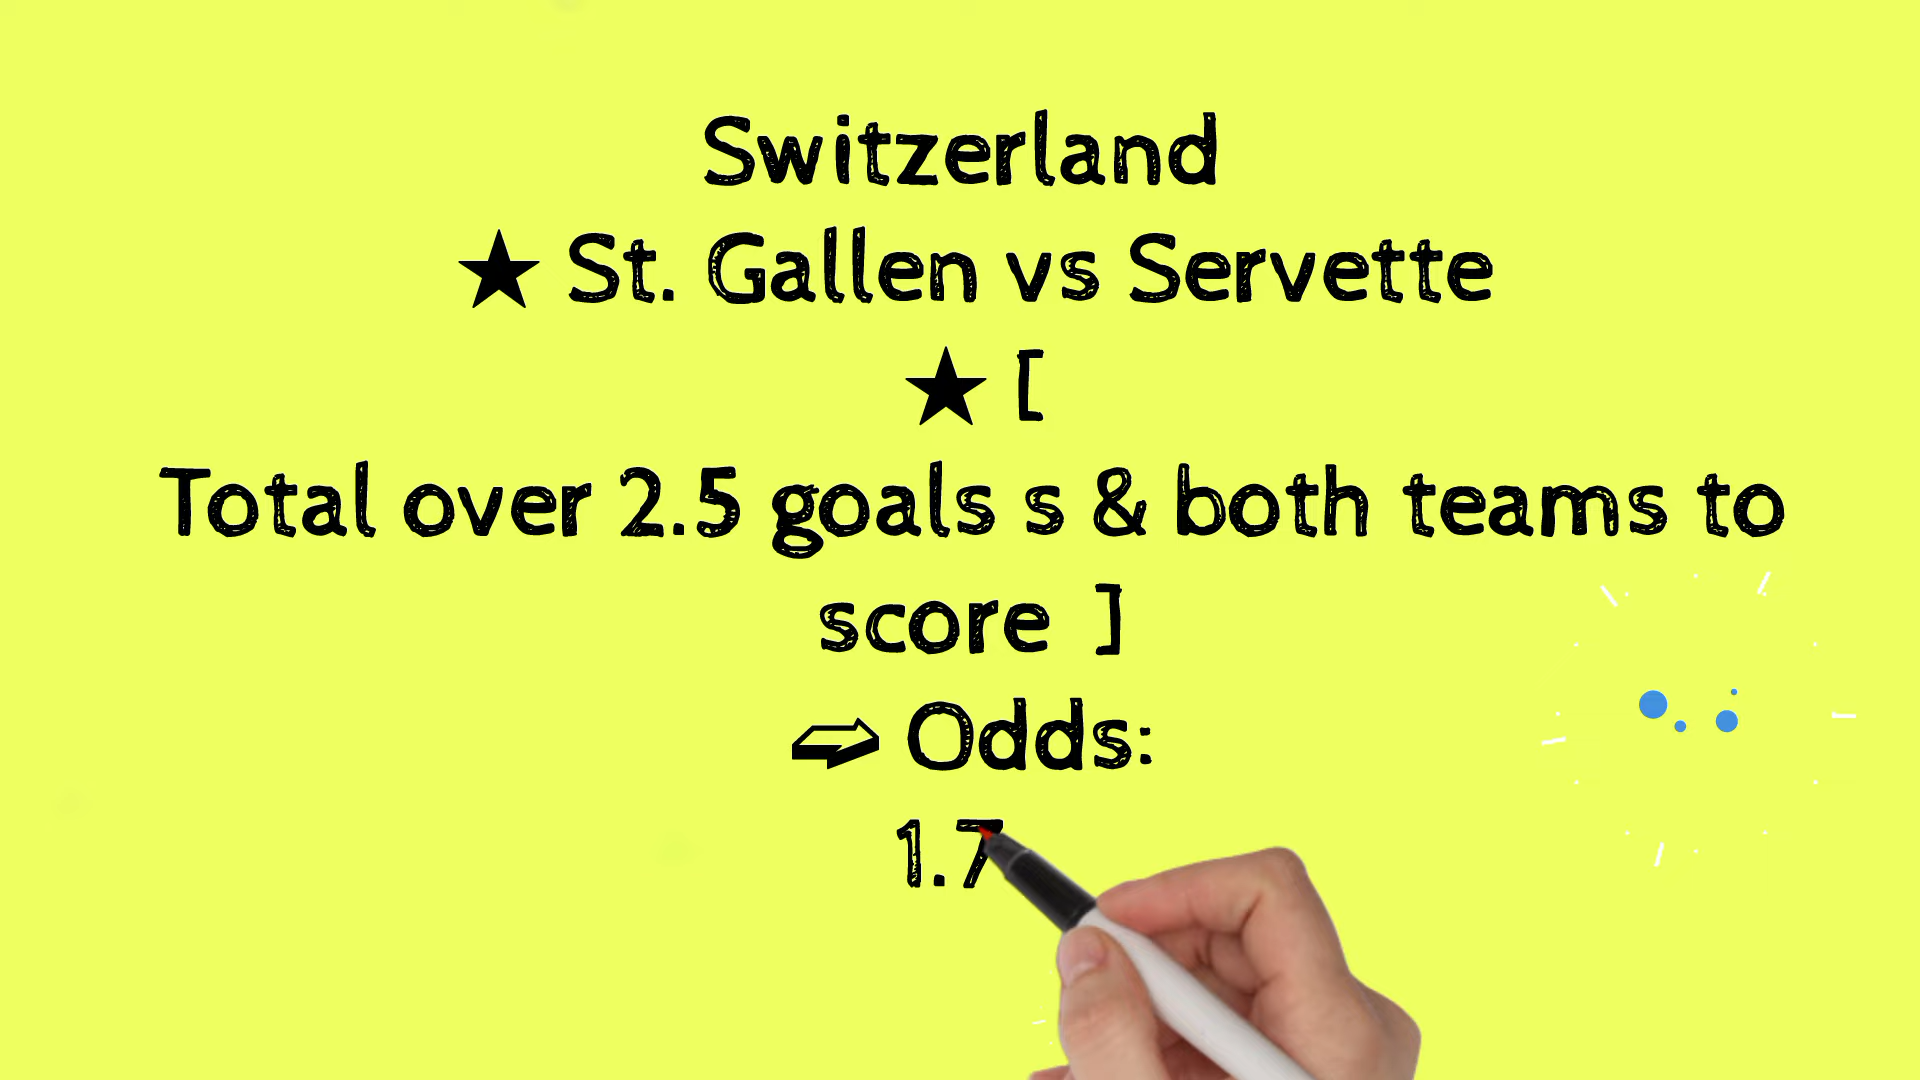 Switzerland
★ St. Gallen vs Servette
★ [
Total over 2.5 goals s & both teams to
score ]
➩ Odds:
1.7